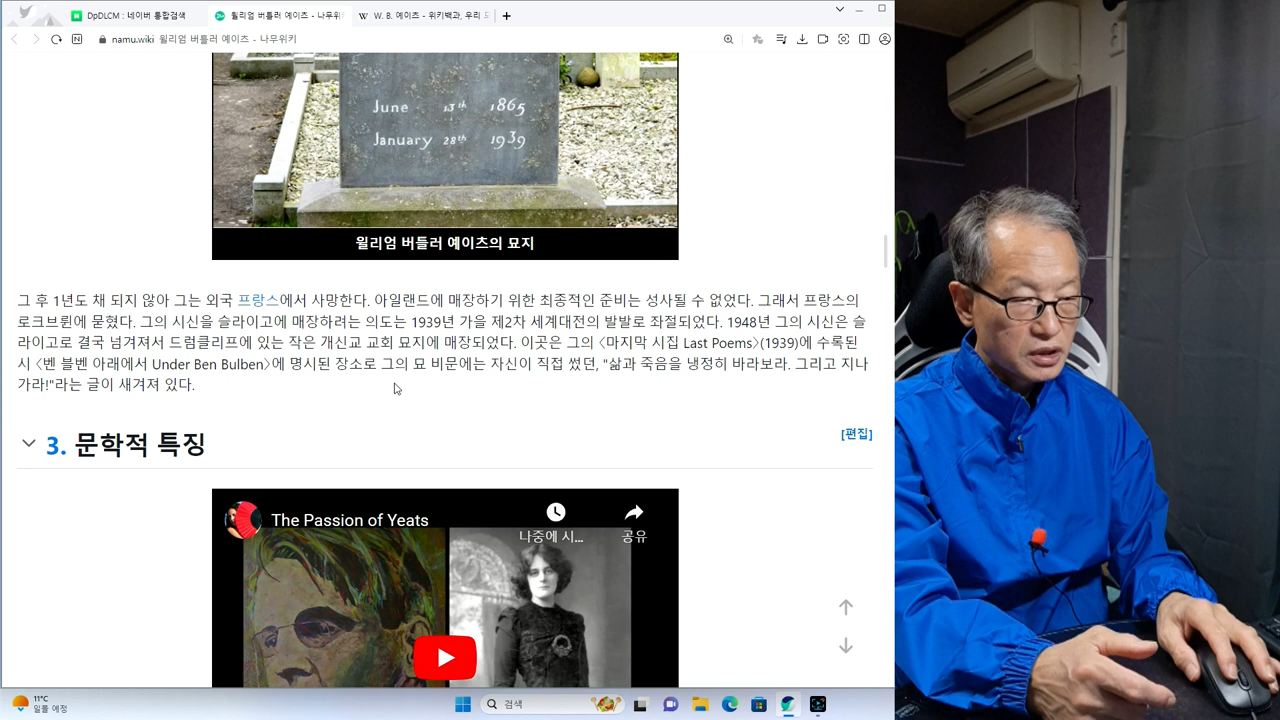 DpDLCM : 네이버 통합검색
윌리엄 버틀러 예이츠 - 나무위키
W. B. 예이츠 - 위키백과, 우리 모
namu.wiki 윌리엄 버틀러 예이츠 - 나무위키
June 13th 1865
January 28th 1939
윌리엄 버틀러 예이츠의 묘지
그 후 1년도 채 되지 않아 그는 외국 프랑스에서 사망한다. 아일랜드에 매장하기 위한 최종적인 준비는 성사될 수 없었다. 그래서 프랑스의
로크브륀에 묻혔다. 그의 시신을 슬라이고에 매장하려는 의도는 1939년 가을 제2차 세계대전의 발발로 좌절되었다. 1948년 그의 시신은 슬
라이고로 결국 넘겨져서 드럼클리프에 있는 작은 개신교 교회 묘지에 매장되었다. 이곳은 그의 〈마지막 시집 Last Poems〉(1939)에 수록된
시 〈벤 불벤 아래에서 Under Ben Bulben〉에 명시된 장소로 그의 묘 비문에는 자신이 직접 썼던, "삶과 죽음을 냉정히 바라보라. 그리고 지나
가라!"라는 글이 새겨져 있다.
3. 문학적 특징
[편집]
The Passion of Yeats
나중에 시...
공유
11°C
일몰 예정
검색